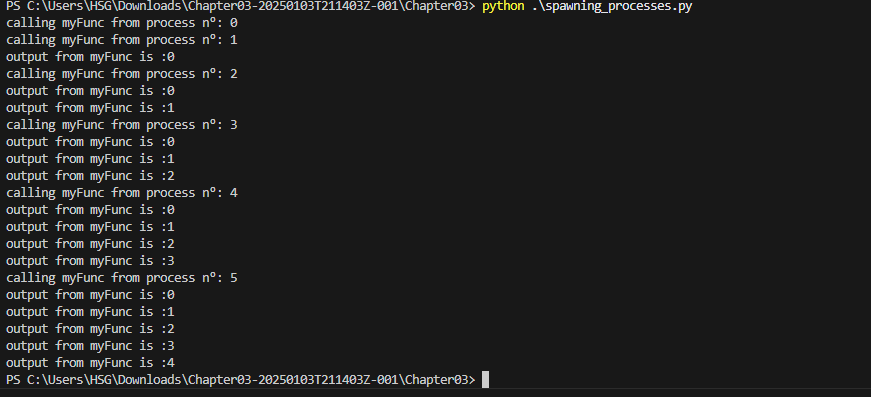 PS C:\Users\HSG\Downloads\Chapter03-20250103T211403Z-001\Chapter03> python .\spawning_processes.py
calling myFunc from process n°: 0
calling myFunc from process n°: 1
output from myFunc is :0
calling myFunc from process n°: 2
output from myFunc is :0
output from myFunc is :1
calling myFunc from process n°: 3
output from myFunc is :0
output from myFunc is :1
output from myFunc is :2
calling myFunc from process n°: 4
output from myFunc is :0
output from myFunc is :1
output from myFunc is :2
output from myFunc is :3
calling myFunc from process n°: 5
output from myFunc is :0
output from myFunc is :1
output from myFunc is :2
output from myFunc is :3
output from myFunc is :4
PS C:\Users\HSG\Downloads\Chapter03-20250103T211403Z-001\Chapter03>